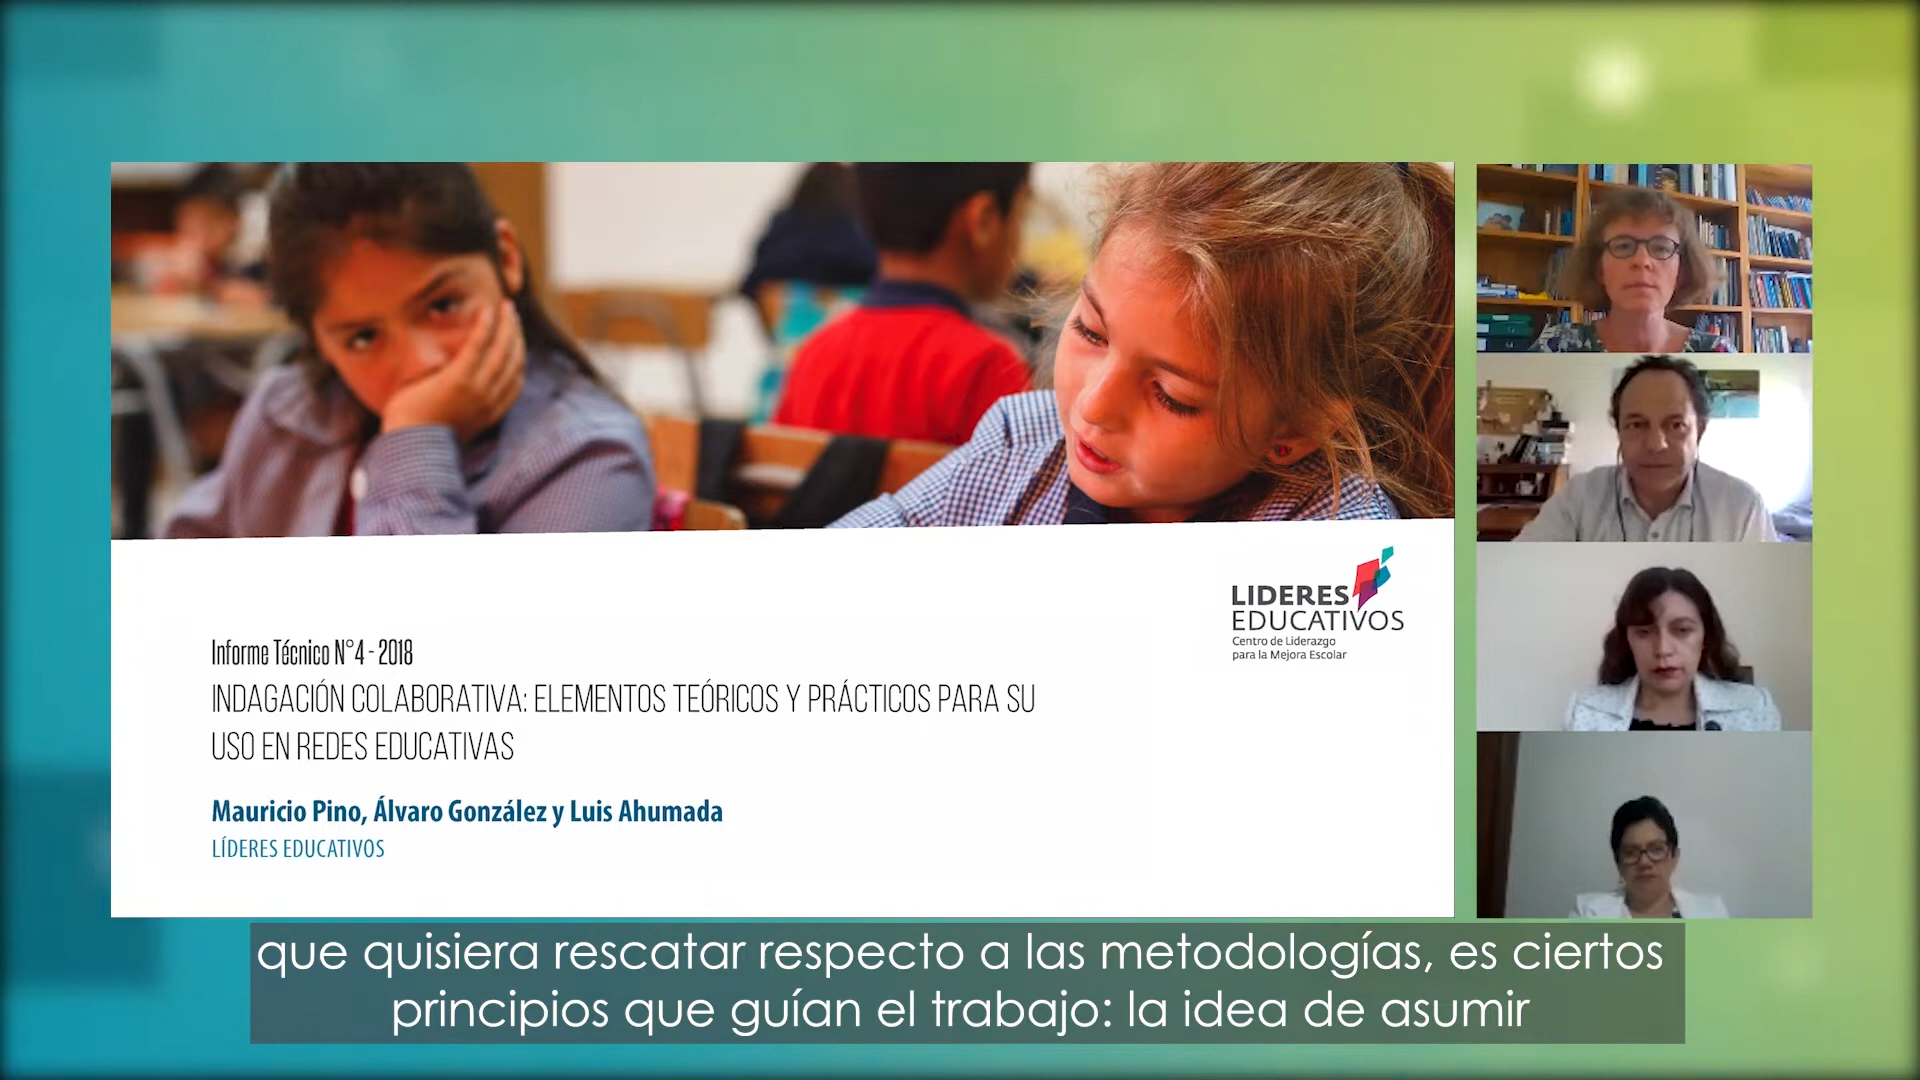 LIDERES
EDUCATIVOS
Centro de Liderazgo
para la Mejora Escolar
Informe Técnico N°4 - 2018
INDAGACIÓN COLABORATIVA: ELEMENTOS TEÓRICOS Y PRÁCTICOS PARA SU
USO EN REDES EDUCATIVAS
Mauricio Pino, Álvaro González y Luis Ahumada
LÍDERES EDUCATIVOS
que quisiera rescatar respecto a las metodologías, es ciertos
principios que guían el trabajo: la idea de asumir